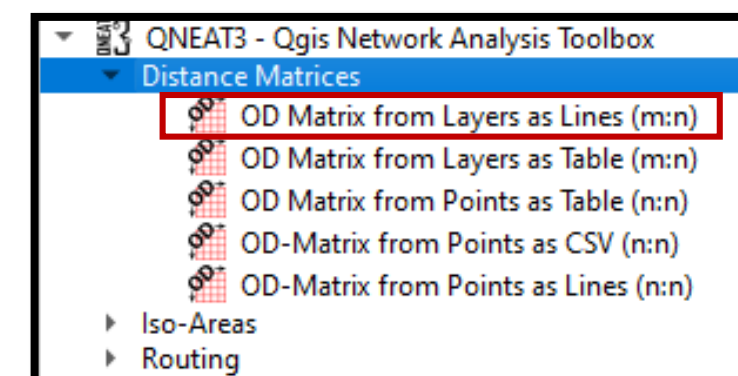 QNEAT3 - Qgis Network Analysis Toolbox
Distance Matrices
OD Matrix from Layers as Lines (m:n)
OD Matrix from Layers as Table (m:n)
OD Matrix from Points as Table (n:n)
OD-Matrix from Points as CSV (n:n)
OD-Matrix from Points as Lines (n:n)
Iso-Areas
Routing